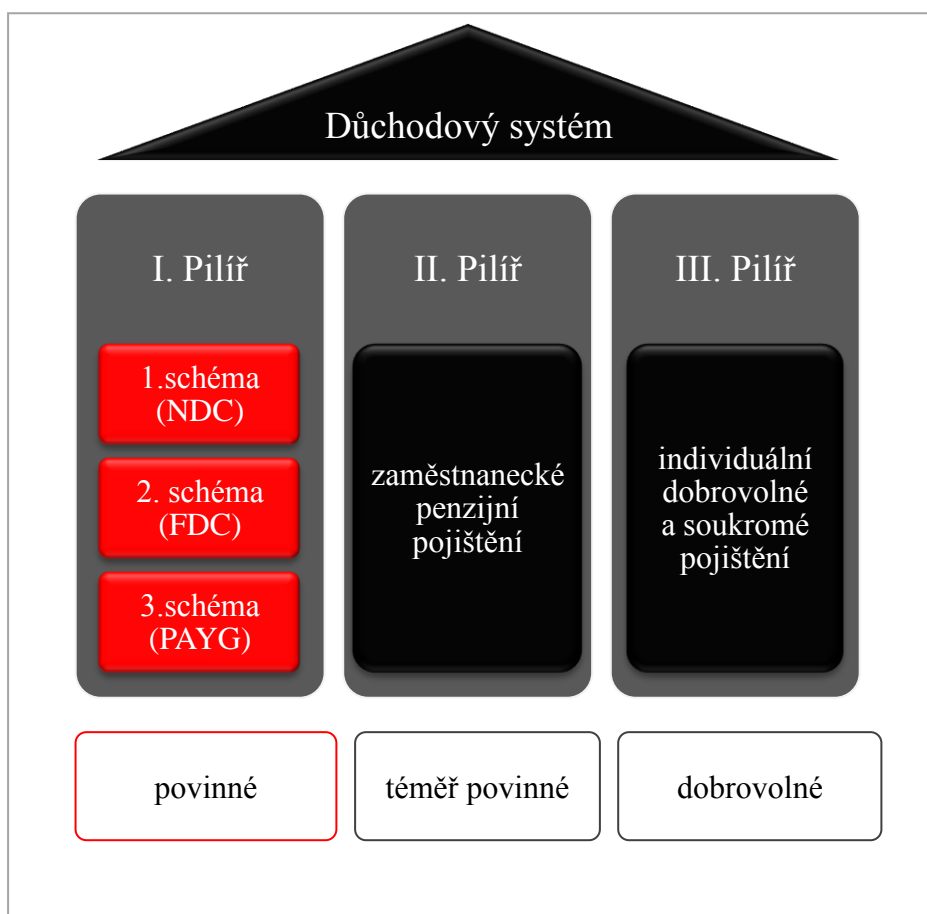 Důchodový systém
I. Pilíř
1.schéma
(NDC)
2. schéma
(FDC)
3.schéma
(PAYG)
II. Pilíř
zaměstnanecké
penzijní
pojištění
III. Pilíř
individuální
dobrovolné
a soukromé
pojištění
povinné
téměř povinné
dobrovolné